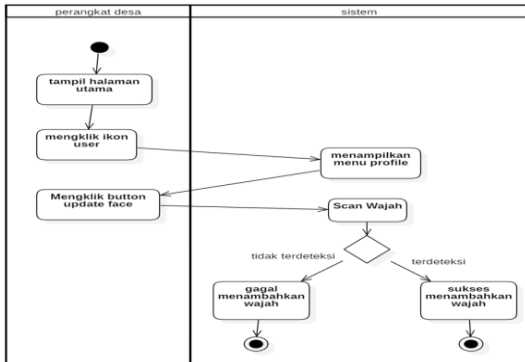 perangkat desa
sistem
tampil halaman
utama
mengklik ikon
user
menampilkan
menu profile
Mengklik button
update face
Scan Wajah
tidak terdeteksi
terdeteksi
gagal
menambahkan
wajah
sukses
menambahkan
wajah